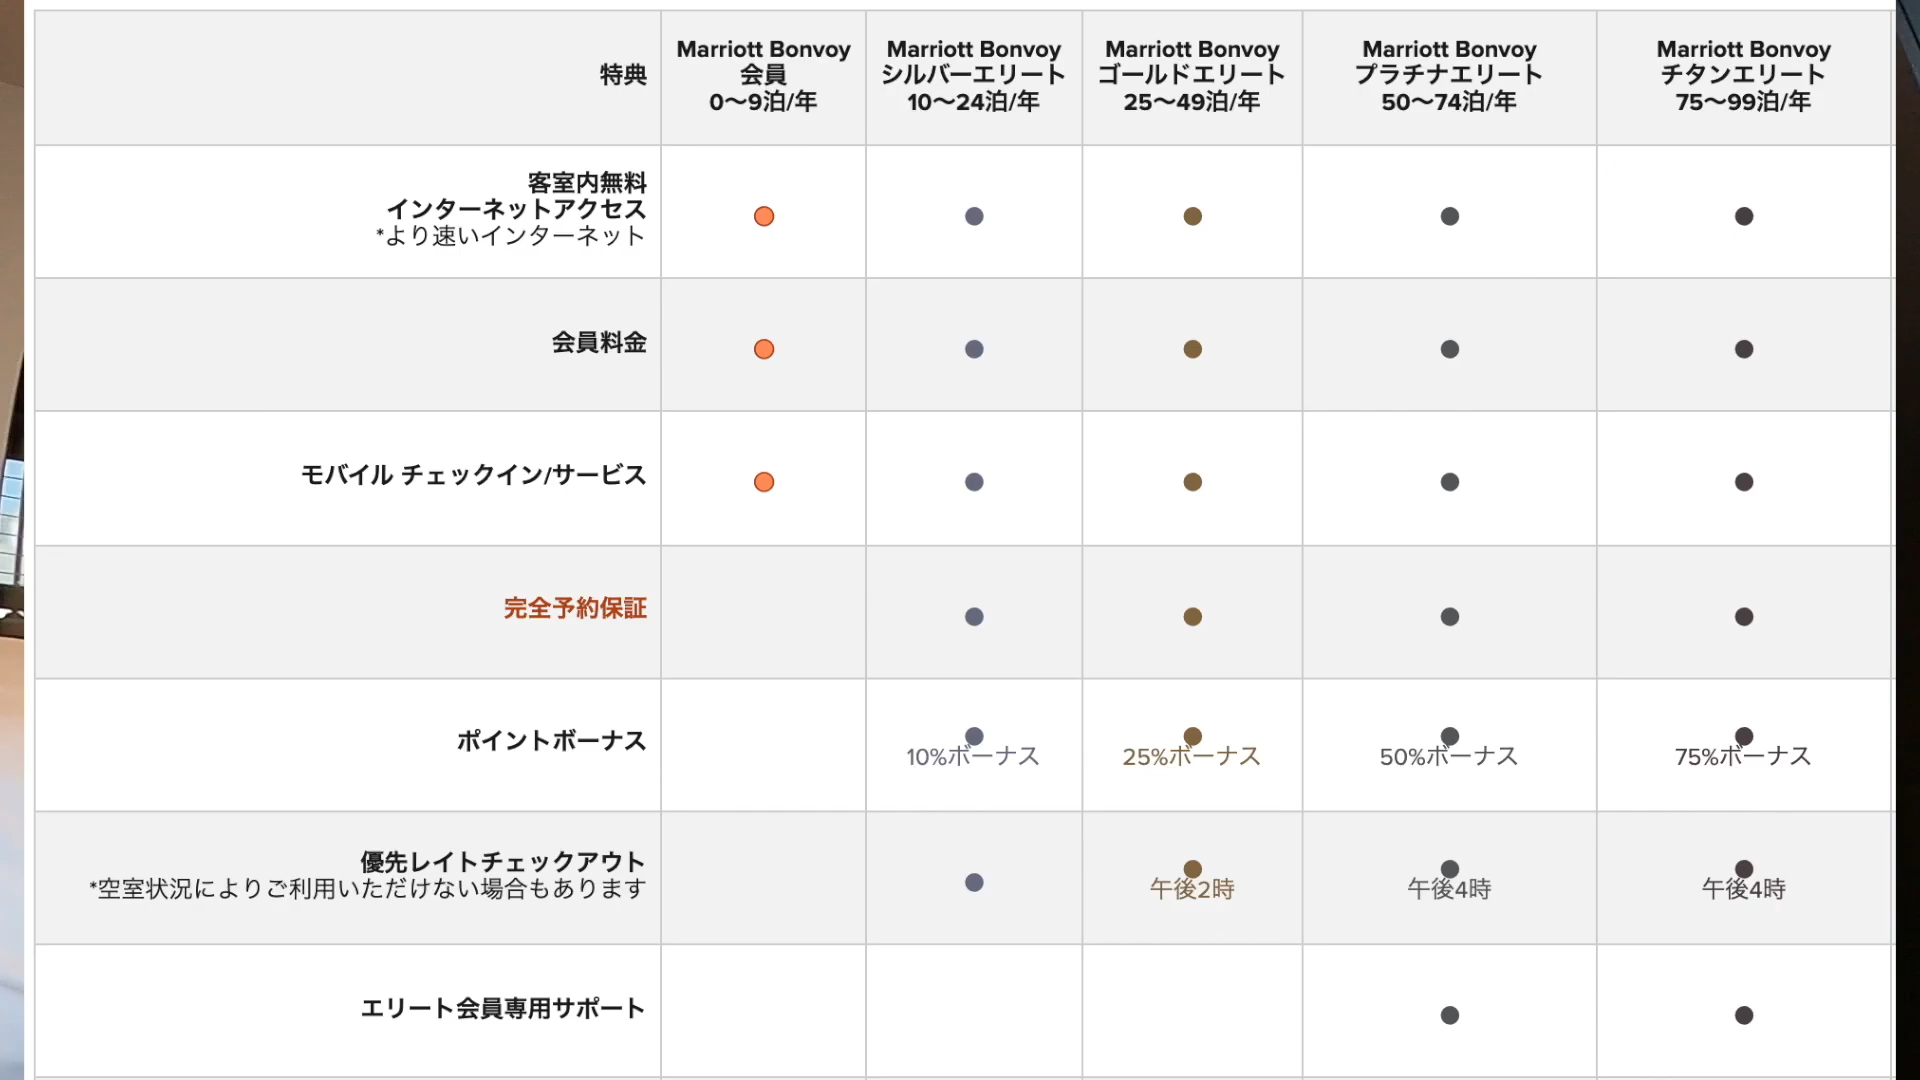 特典
Marriott Bonvoy
会員
0〜9泊/年
Marriott Bonvoy
シルバーエリート
10〜24泊/年
Marriott Bonvoy
ゴールドエリート
25〜49泊/年
Marriott Bonvoy
プラチナエリート
50〜74泊/年
Marriott Bonvoy
チタンエリート
75〜99泊/年
客室内無料
インターネットアクセス
*より速いインターネット
会員料金
モバイル チェックイン/サービス
完全予約保証
ポイントボーナス
10%ボーナス
25%ボーナス
50%ボーナス
75%ボーナス
優先レイトチェックアウト
*空室状況によりご利用いただけない場合もあります
午後2時
午後4時
午後4時
エリート会員専用サポート